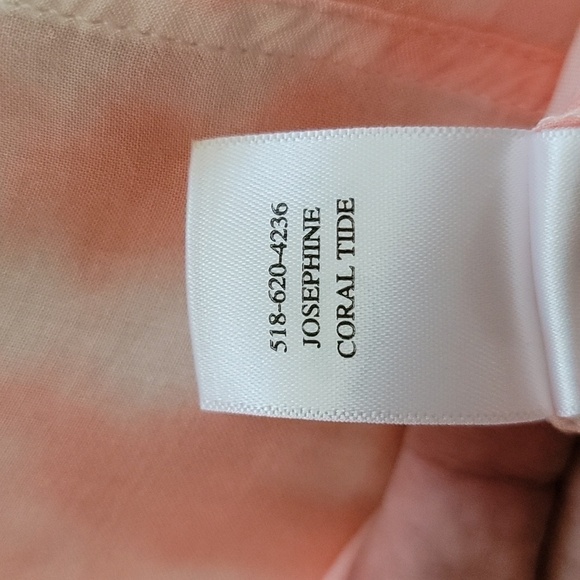 518-620-4236
JOSEPHINE
CORAL TIDE